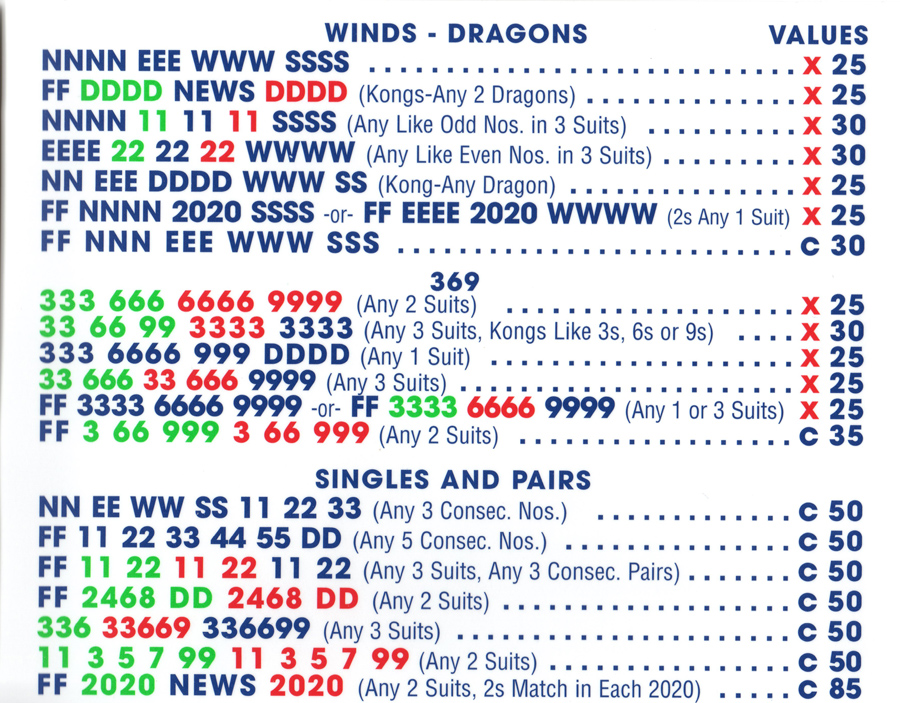 WINDS - DRAGONS VALUES
NNNN EEE WWW SSSS ........................................ X 25
FF DDDD NEWS DDDD (Kongs-Any 2 Dragons) ................... X 25
NNNN 11 11 11 SSSS (Any Like Odd Nos. in 3 Suits) ............. X 30
EEEE 22 22 22 WWWW (Any Like Even Nos. in 3 Suits) ............ X 30
NN EEE DDDD WWW SS (Kong-Any Dragon) .................... X 25
FF NNNN 2020 SSSS -or- FF EEEE 2020 WWWW (2s Any 1 Suit) X 25
FF NNN EEE WWW SSS .................................... C 30
369
333 666 6666 9999 (Any 2 Suits) ......................... X 25
33 66 99 3333 3333 (Any 3 Suits, Kongs Like 3s, 6s or 9s) ....... X 30
333 6666 999 DDDD (Any 1 Suit) .......................... X 25
33 666 33 666 9999 (Any 3 Suits) ............................ X 25
FF 3333 6666 9999 -or- FF 3333 6666 9999 (Any 1 or 3 Suits) X 25
FF 3 66 999 3 66 999 (Any 2 Suits) ........................ C 35
SINGLES AND PAIRS
NN EE WW SS 11 22 33 (Any 3 Consec. Nos.) ................. C 50
FF 11 22 33 44 55 DD (Any 5 Consec. Nos.) .................... C 50
FF 11 22 11 22 11 22 (Any 3 Suits, Any 3 Consec. Pairs) ....... C 50
FF 2468 DD 2468 DD (Any 2 Suits) ......................... C 50
336 33669 336699 (Any 3 Suits) ............................. C 50
11 3 5 7 99 11 3 5 7 99 (Any 2 Suits) ...................... C 50
FF 2020 NEWS 2020 (Any 2 Suits, 2s Match in Each 2020) ..... C 85